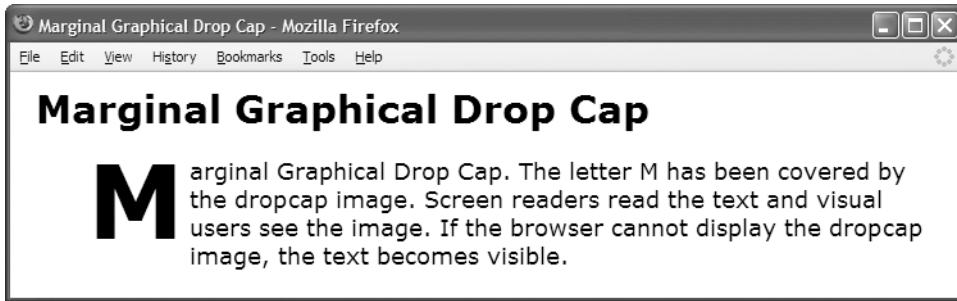 Marginal Graphical Drop Cap - Mozilla Firefox
File Edit View History Bookmarks Tools Help
Marginal Graphical Drop Cap
Marginal Graphical Drop Cap. The letter M has been covered by
the dropcap image. Screen readers read the text and visual
users see the image. If the browser cannot display the dropcap
image, the text becomes visible.